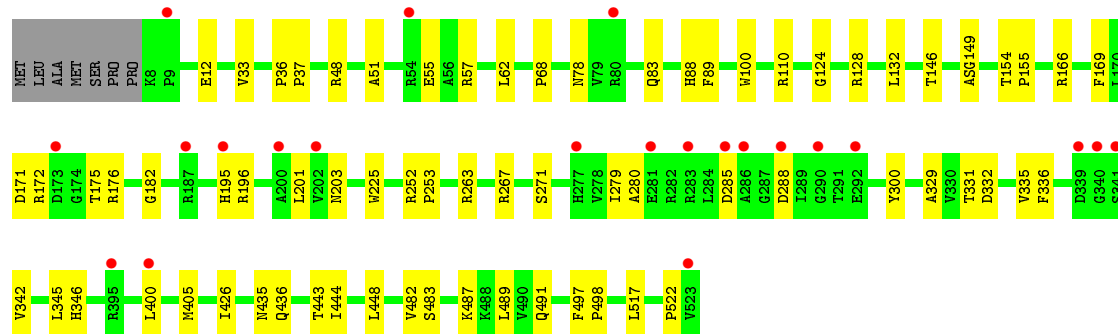 MET LEU ALA MET SER PRO PRO K8 P9 E12 V33 P36 P37 R48 A51 R54 E55 A56 R57 L62 P68 N78 V79 R80 Q83 H88 F89 W100 R110 G124 R128 L132 T146 ASG149 T154 P155 R166 F169 L170
D171 R172 D173 G174 T175 R176 G182 R187 H195 R196 A200 L201 V202 N203 W225 R252 P253 R263 R267 S271 H277 V278 I279 A280 E281 R282 R283 L284 D285 A286 G287 D288 I289 G290 T291 E292 Y300 A329 V330 T331 D332 V335 F336 D339 G340 S341
V342 L345 H346 R395 L400 M405 I426 N435 Q436 T443 I444 L448 V482 S483 K487 K488 L489 V490 Q491 F497 P498 L517 P522 V523